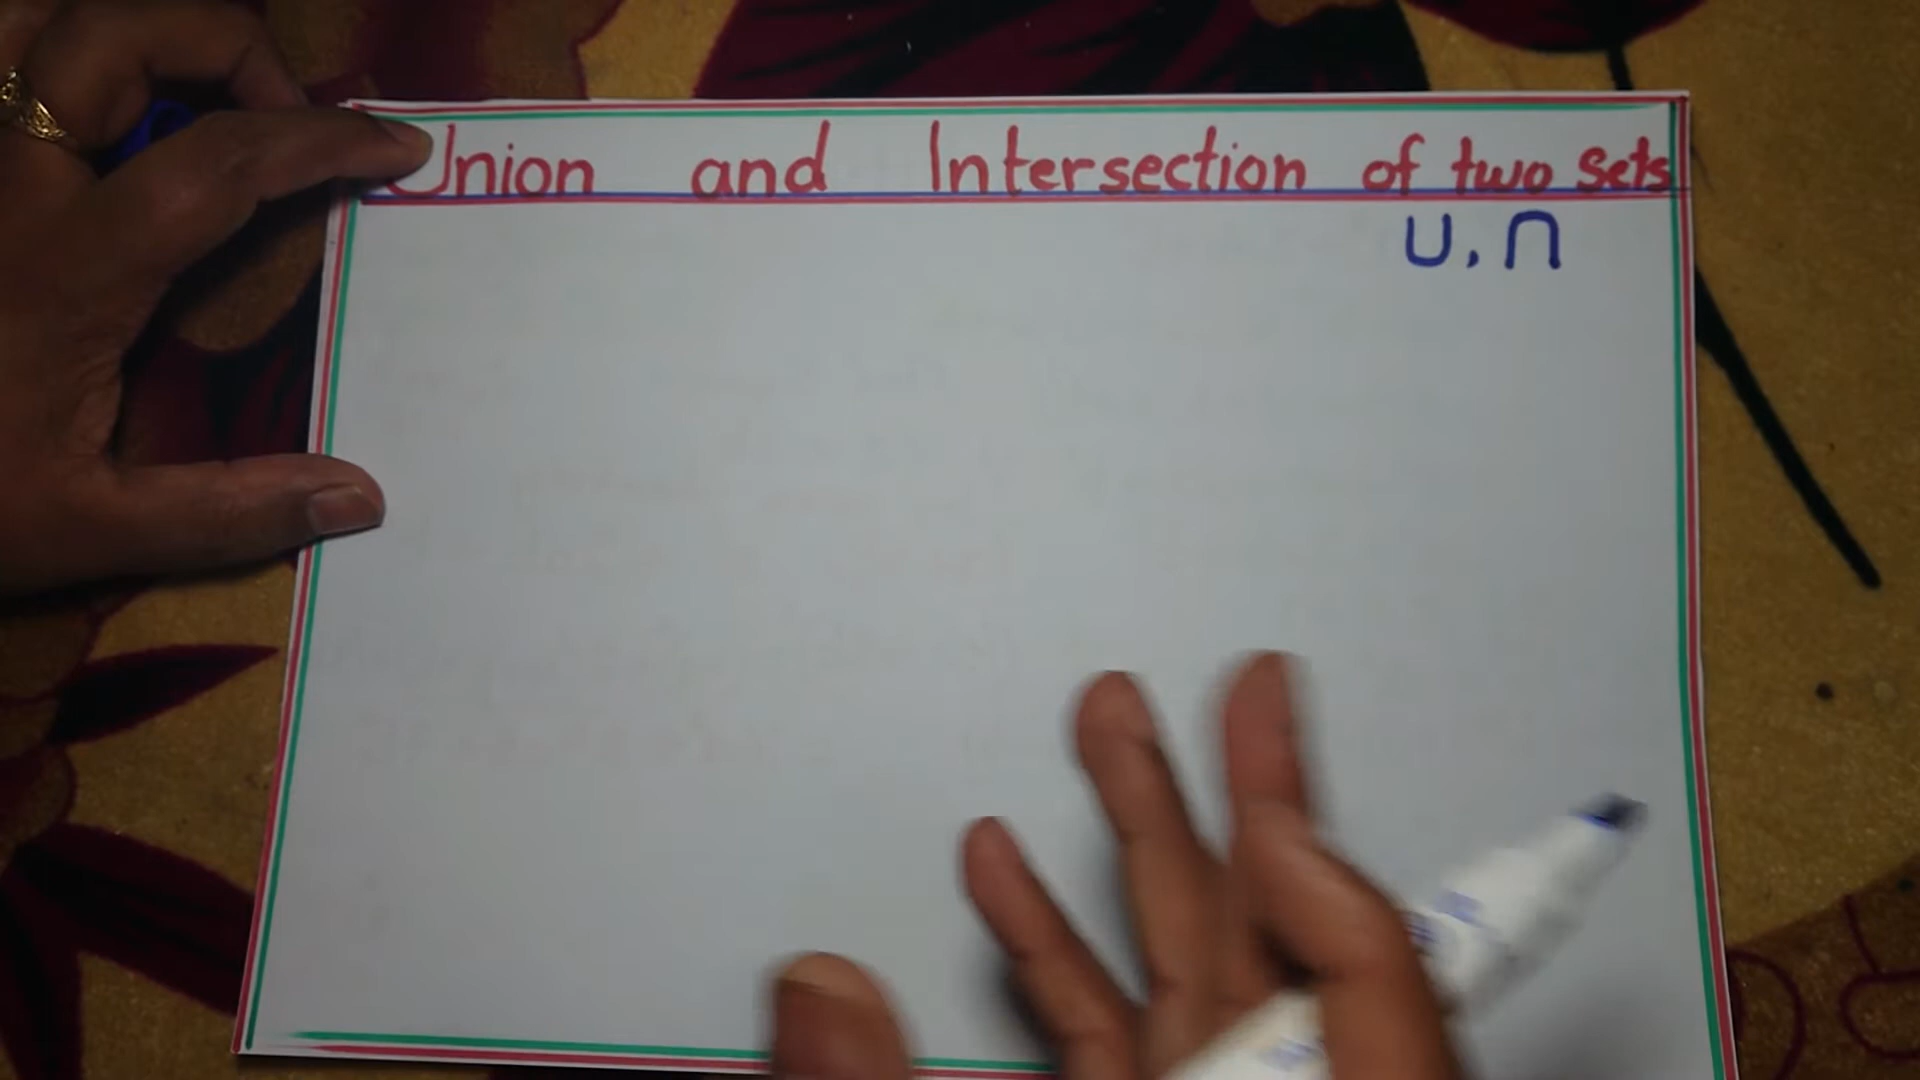 Union and Intersection of two Sets
∪, ∩